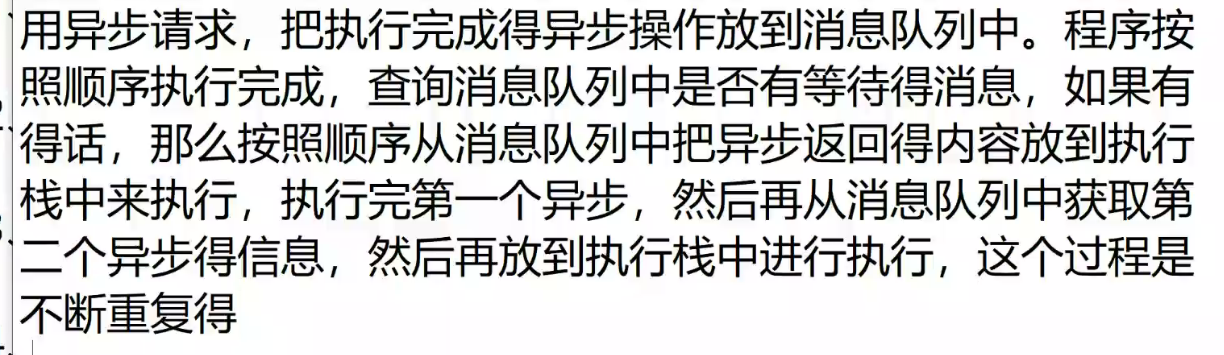 用异步请求，把执行完成得异步操作放到消息队列中。程序按
照顺序执行完成，查询消息队列中是否有等待得消息，如果有
得话，那么按照顺序从消息队列中把异步返回得内容放到执行
栈中来执行，执行完第一个异步，然后再从消息队列中获取第
二个异步得信息，然后再放到执行栈中进行执行，这个过程是
不断重复得